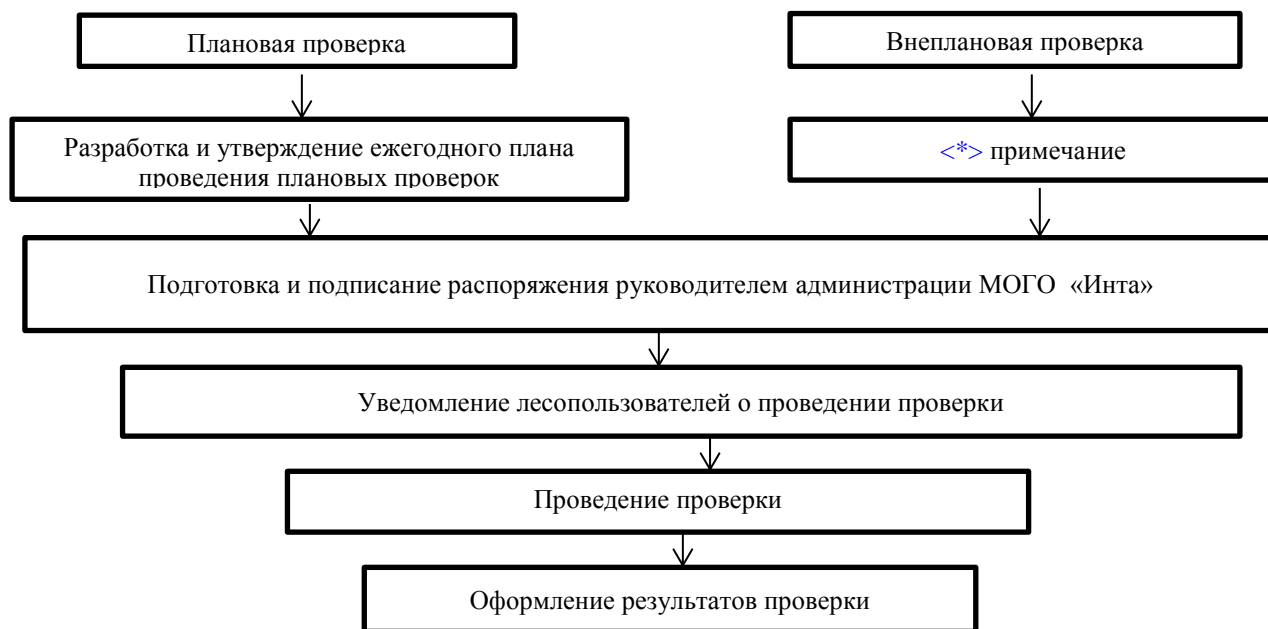 Плановая проверка
Внеплановая проверка
Разработка и утверждение ежегодного плана
проведения плановых проверок
<*> примечание
Подготовка и подписание распоряжения руководителем администрации МОГО «Инта»
Уведомление лесопользователей о проведении проверки
Проведение проверки
Оформление результатов проверки